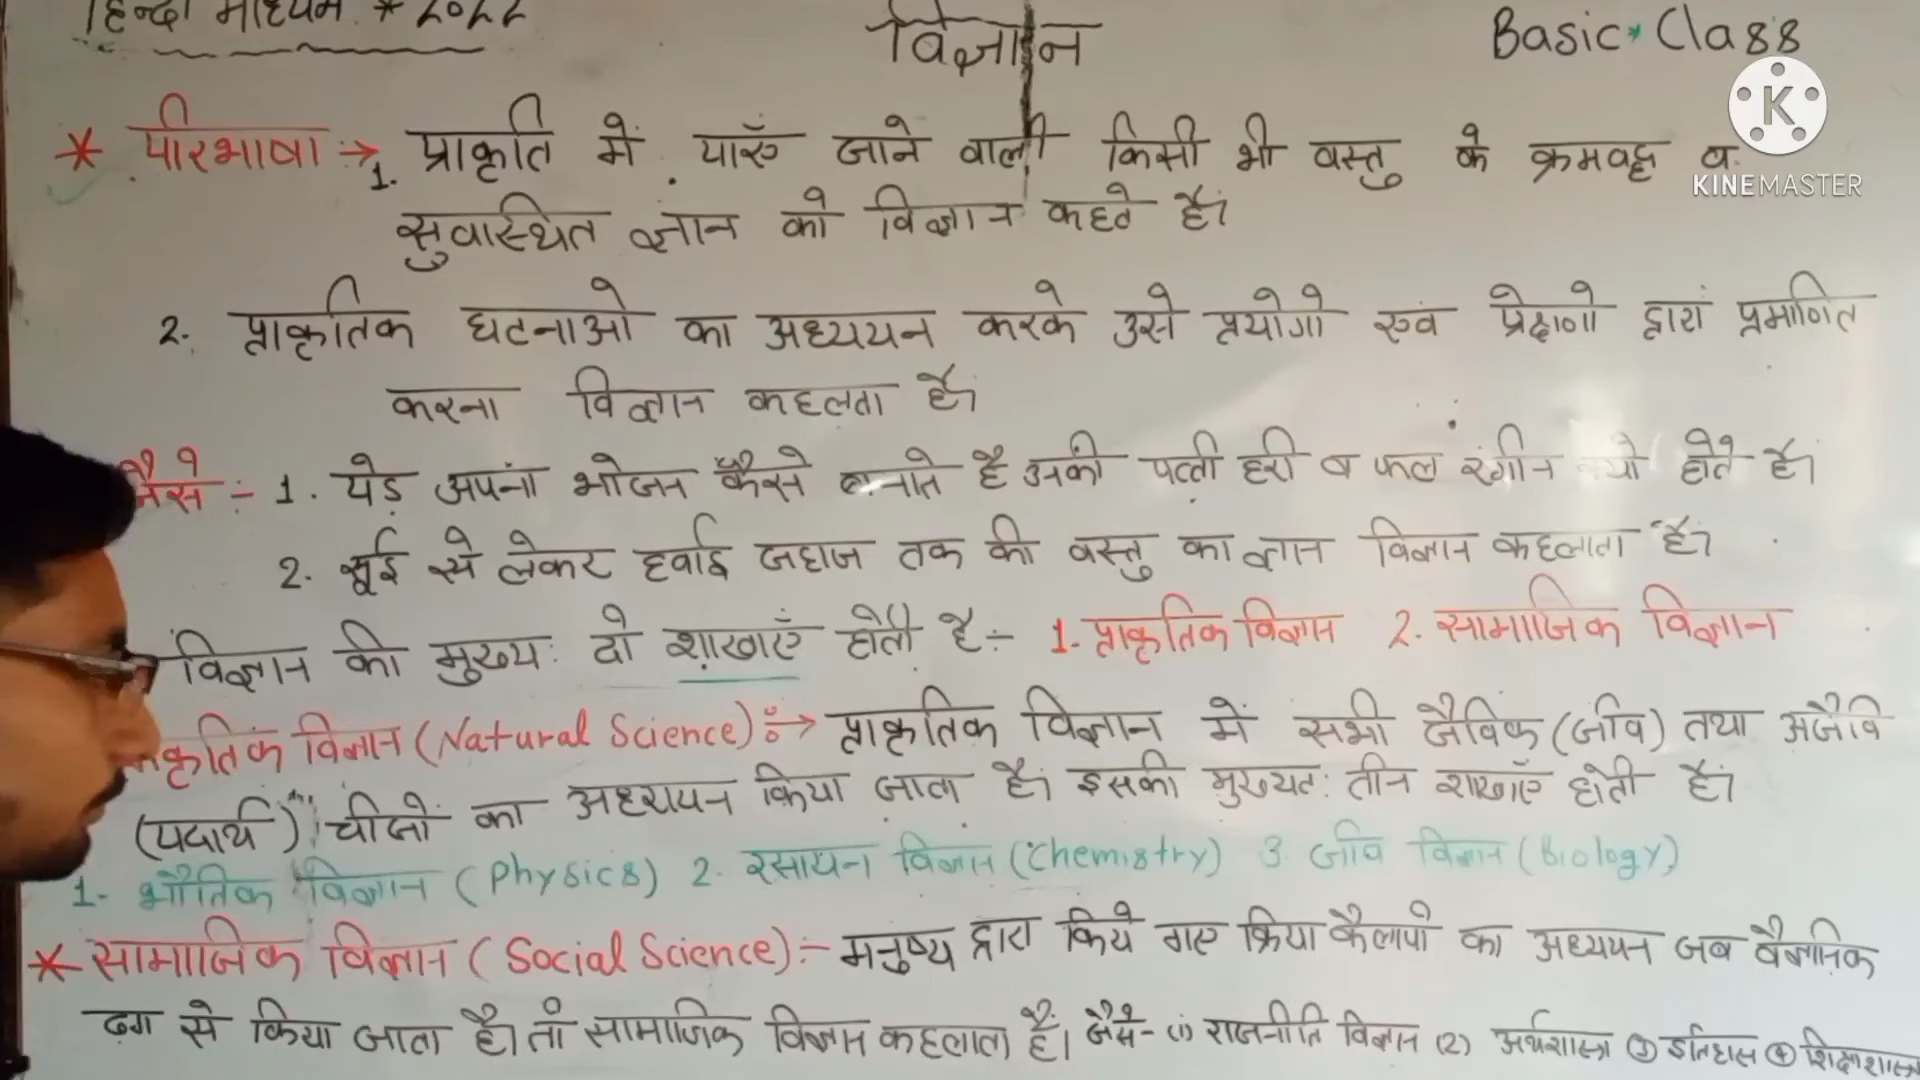 हिन्दी माध्यम * 2022
विज्ञान
Basic * Class
KINEMASTER
* परिभाषा :→ 1. प्राकृति में पाएँ जाने वाली किसी भी वस्तु के क्रमवद्द व
सुवास्थित ज्ञान को विज्ञान कहते है।
2. प्राकृतिक घटनाओ का अध्ययन करके उसे प्रयोगो एवं प्रेक्षणो द्वारा प्रमाणित
करना विज्ञान कहलता है।
जैसे :- 1. पेड़ अपना भोजन कैसे बानाते है उनकी पत्ती हरी व फल रंगीन क्यो होते है।
2. सूई से लेकर हवाई जहाज तक की वस्तु का ज्ञान विज्ञान कहलाता है।
विज्ञान की मुख्य: दो शाखाएँ होती है :- 1. प्राकृतिक विज्ञान 2. सामाजिक विज्ञान
कृतिक विज्ञान (Natural Science) :→ प्राकृतिक विज्ञान में सभी जैविक (जीव) तथा अजैवि
(पदार्थ) चीजो का अध्ययन किया जाता है। इसकी मुख्यत: तीन शाखाएँ होती है।
1. भौतिक विज्ञान (Physics) 2. रसायन विज्ञान (Chemistry) 3. जीव विज्ञान (Biology)
* सामाजिक विज्ञान (Social Science) :- मनुष्य द्वारा किये गए क्रिया कैलापो का अध्ययन जब वैज्ञानिक
ढग से किया जाता है। तो सामाजिक विज्ञान कहलाता है। जैसे- (1) राजनीति विज्ञान (2) अर्थशास्त्र (3) इतिहास (4) शिक्षाशास्त्र